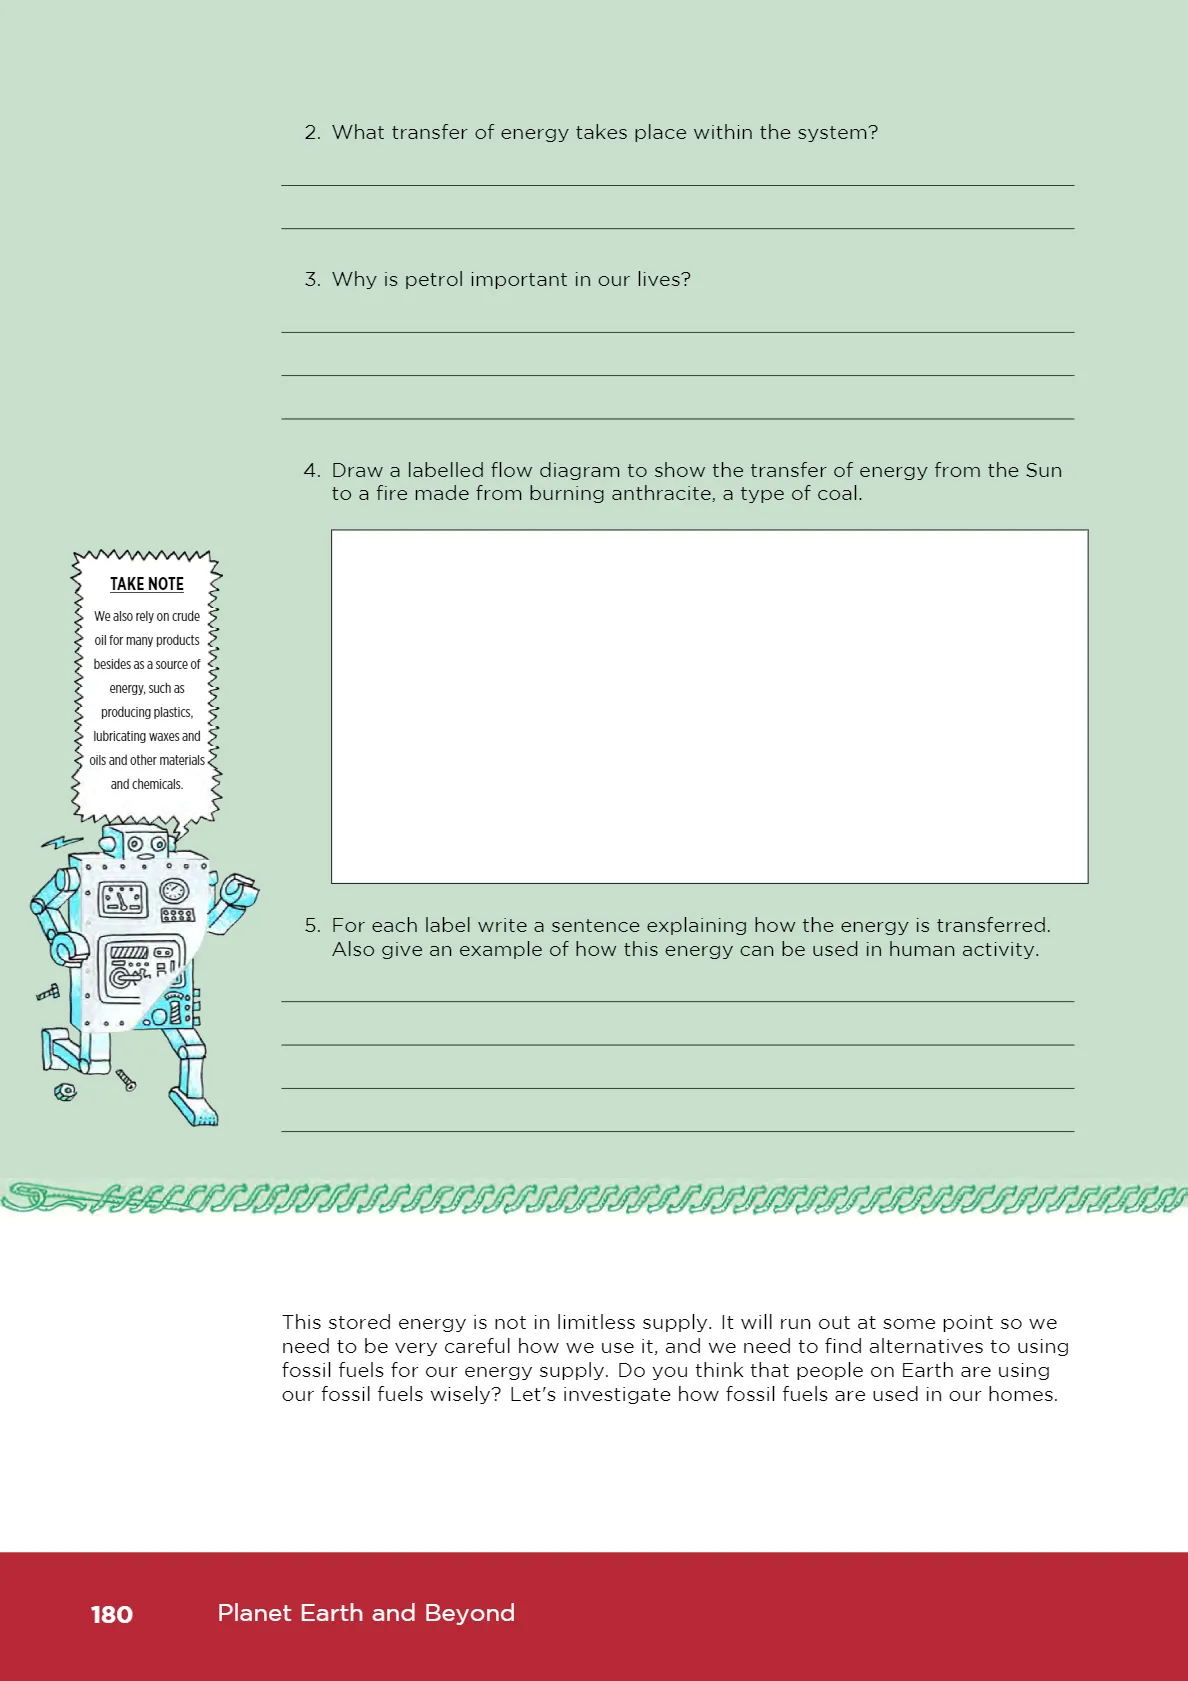 2. What transfer of energy takes place within the system?
3. Why is petrol important in our lives?
4. Draw a labelled flow diagram to show the transfer of energy from the Sun
to a fire made from burning anthracite, a type of coal.
TAKE NOTE
We also rely on crude
oil for many products
besides as a source of
energy, such as
producing plastics,
lubricating waxes and
oils and other materials
and chemicals.
5. For each label write a sentence explaining how the energy is transferred.
Also give an example of how this energy can be used in human activity.
This stored energy is not in limitless supply. It will run out at some point so we
need to be very careful how we use it, and we need to find alternatives to using
fossil fuels for our energy supply. Do you think that people on Earth are using
our fossil fuels wisely? Let's investigate how fossil fuels are used in our homes.
180 Planet Earth and Beyond